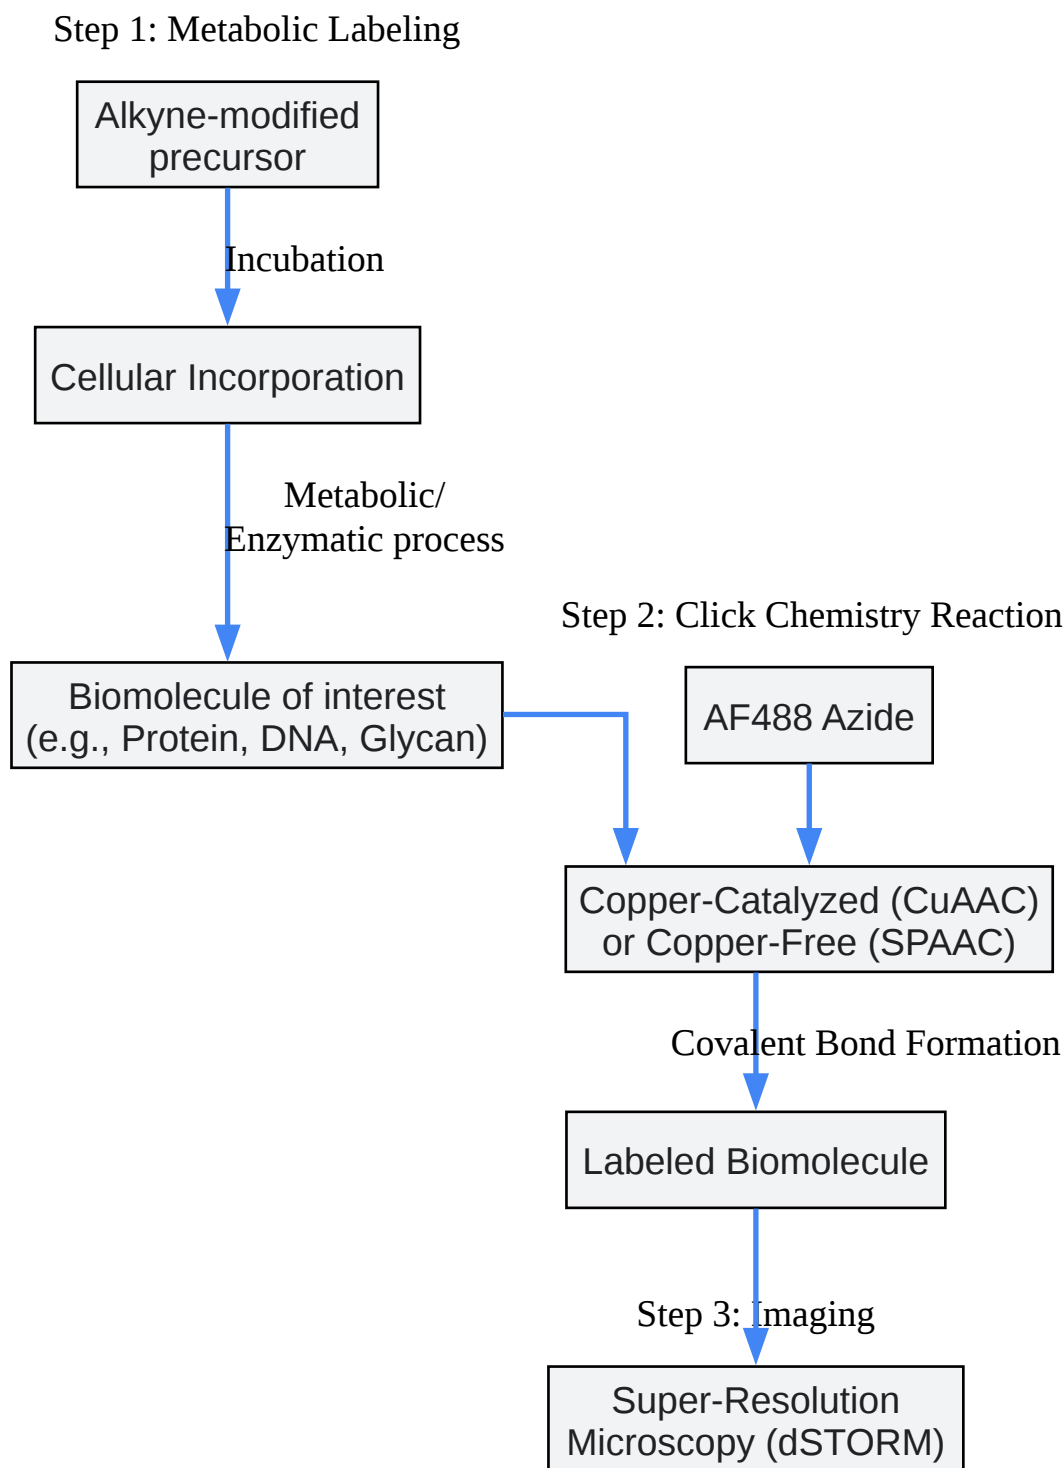 Step 1: Metabolic Labeling
Alkyne-modified
precursor
Incubation
Cellular Incorporation
Metabolic/
Enzymatic process
Biomolecule of interest
(e.g., Protein, DNA, Glycan)
Step 2: Click Chemistry Reaction
AF488 Azide
Copper-Catalyzed (CuAAC)
or Copper-Free (SPAAC)
Covalent Bond Formation
Labeled Biomolecule
Step 3: Imaging
Super-Resolution
Microscopy (dSTORM)